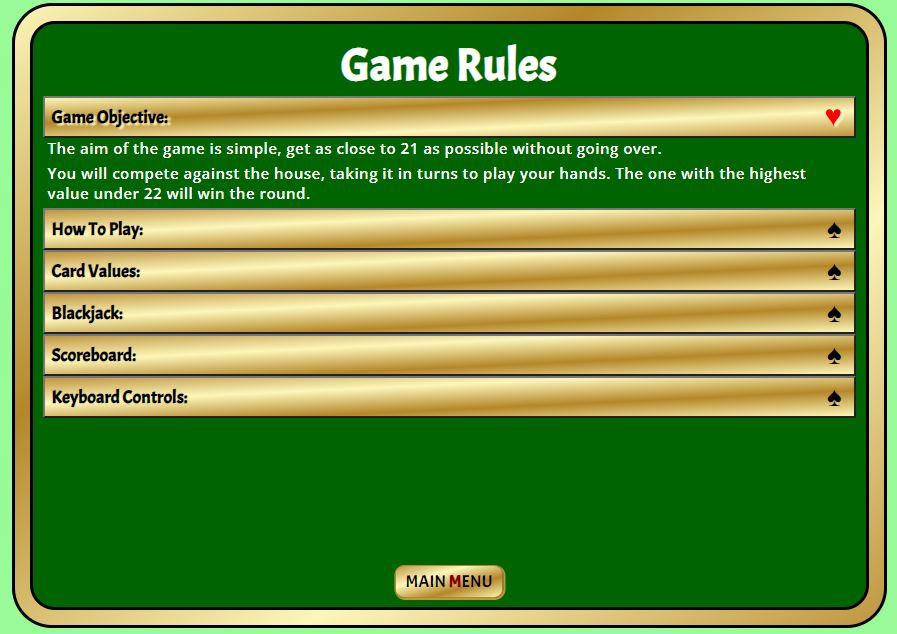 Game Rules
Game Objective:
The aim of the game is simple, get as close to 21 as possible without going over.
You will compete against the house, taking it in turns to play your hands. The one with the highest
value under 22 will win the round.
How To Play:
Card Values:
Blackjack:
Scoreboard:
Keyboard Controls:
MAIN MENU